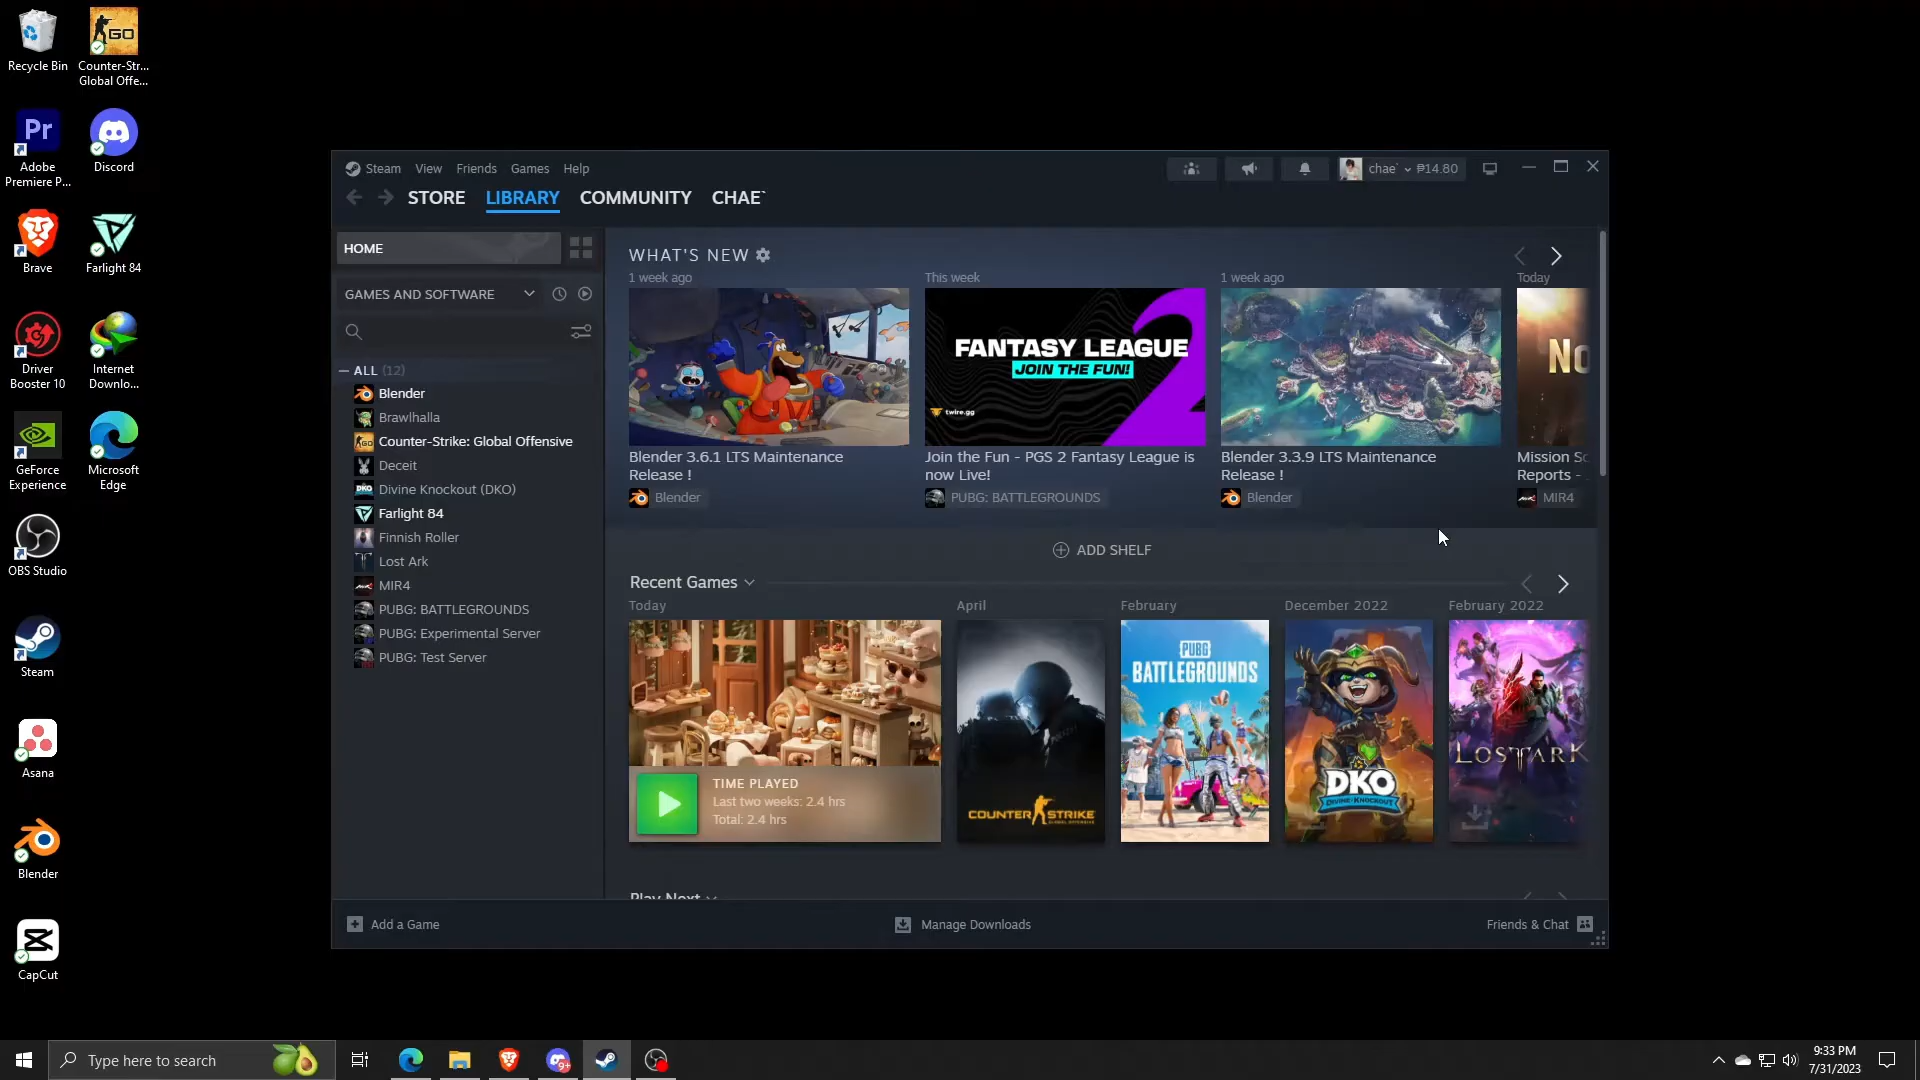 Recycle Bin
Counter-Str...
Global Offe...
Adobe
Premiere P...
Discord
Brave
Farlight 84
Driver
Booster 10
Internet
Downlo...
GeForce
Experience
Microsoft
Edge
OBS Studio
Steam
Asana
Blender
CapCut
Steam View Friends Games Help
chae` ₱14.80
STORE LIBRARY COMMUNITY CHAE`
HOME
GAMES AND SOFTWARE
ALL (12)
Blender
Brawlhalla
Counter-Strike: Global Offensive
Deceit
Divine Knockout (DKO)
Farlight 84
Finnish Roller
Lost Ark
MIR4
PUBG: BATTLEGROUNDS
PUBG: Experimental Server
PUBG: Test Server
WHAT'S NEW
1 week ago
Blender 3.6.1 LTS Maintenance
Release !
Blender
This week
FANTASY LEAGUE
JOIN THE FUN!
2
twire.gg
Join the Fun - PGS 2 Fantasy League is
now Live!
PUBG: BATTLEGROUNDS
1 week ago
Blender 3.3.9 LTS Maintenance
Release !
Blender
Today
No
Mission Sc
Reports -
MIR4
ADD SHELF
Recent Games
Today
TIME PLAYED
Last two weeks: 2.4 hrs
Total: 2.4 hrs
April
COUNTER STRIKE
February
PUBG
BATTLEGROUNDS
December 2022
DKO
DIVINE KNOCKOUT
February 2022
LOST ARK
Play Next
Add a Game
Manage Downloads
Friends & Chat
Type here to search
9+
9:33 PM
7/31/2023